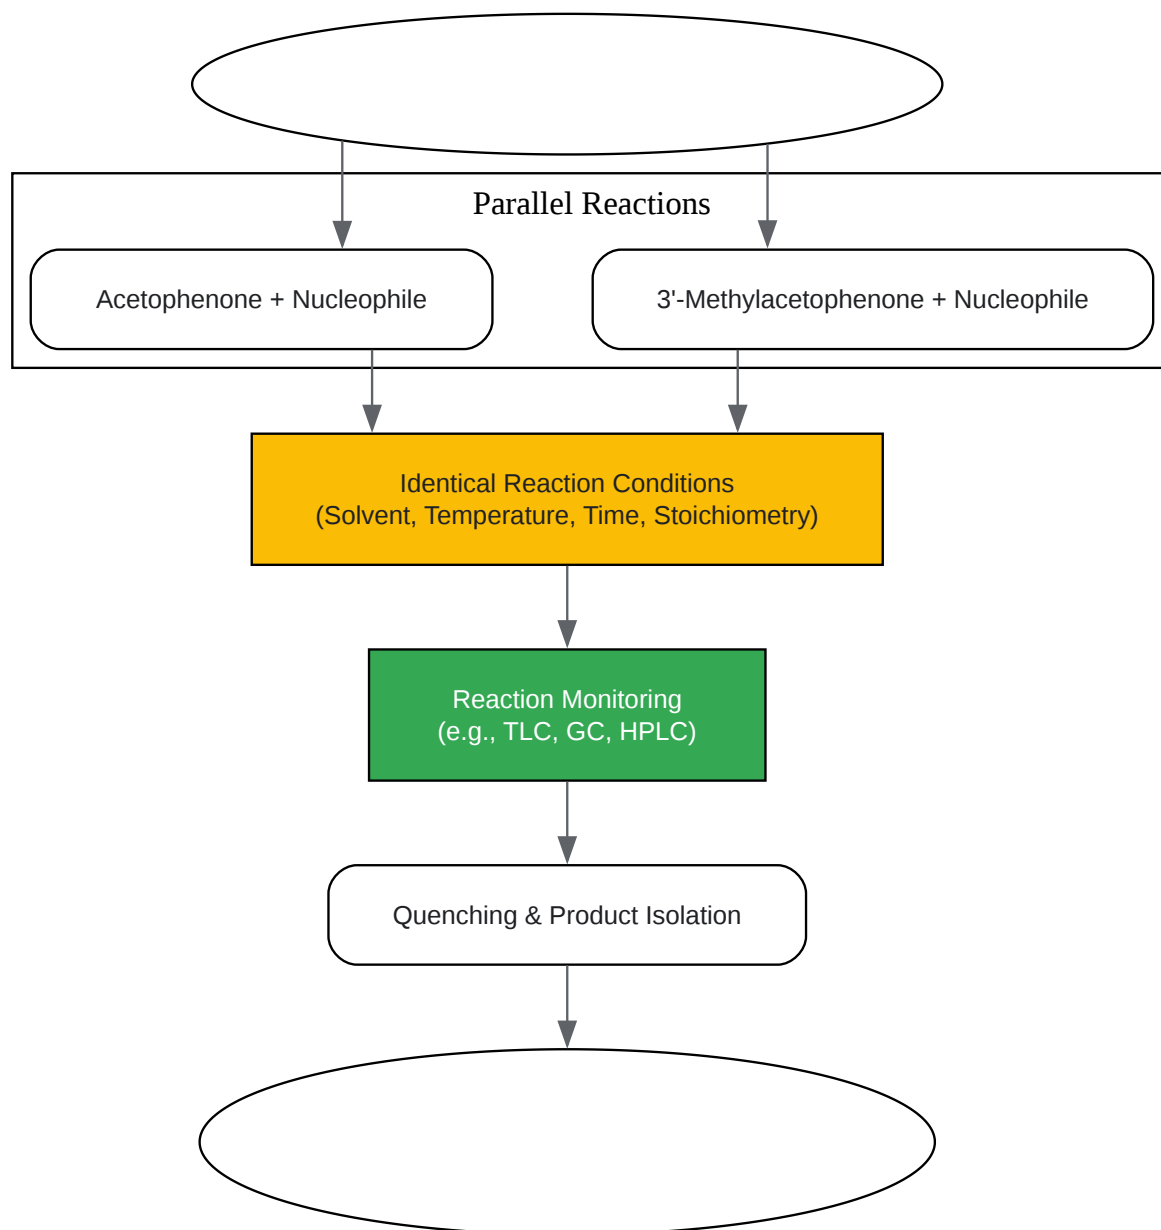 Parallel Reactions
Acetophenone + Nucleophile
3'-Methylacetophenone + Nucleophile
Identical Reaction Conditions
(Solvent, Temperature, Time, Stoichiometry)
Reaction Monitoring
(e.g., TLC, GC, HPLC)
Quenching & Product Isolation